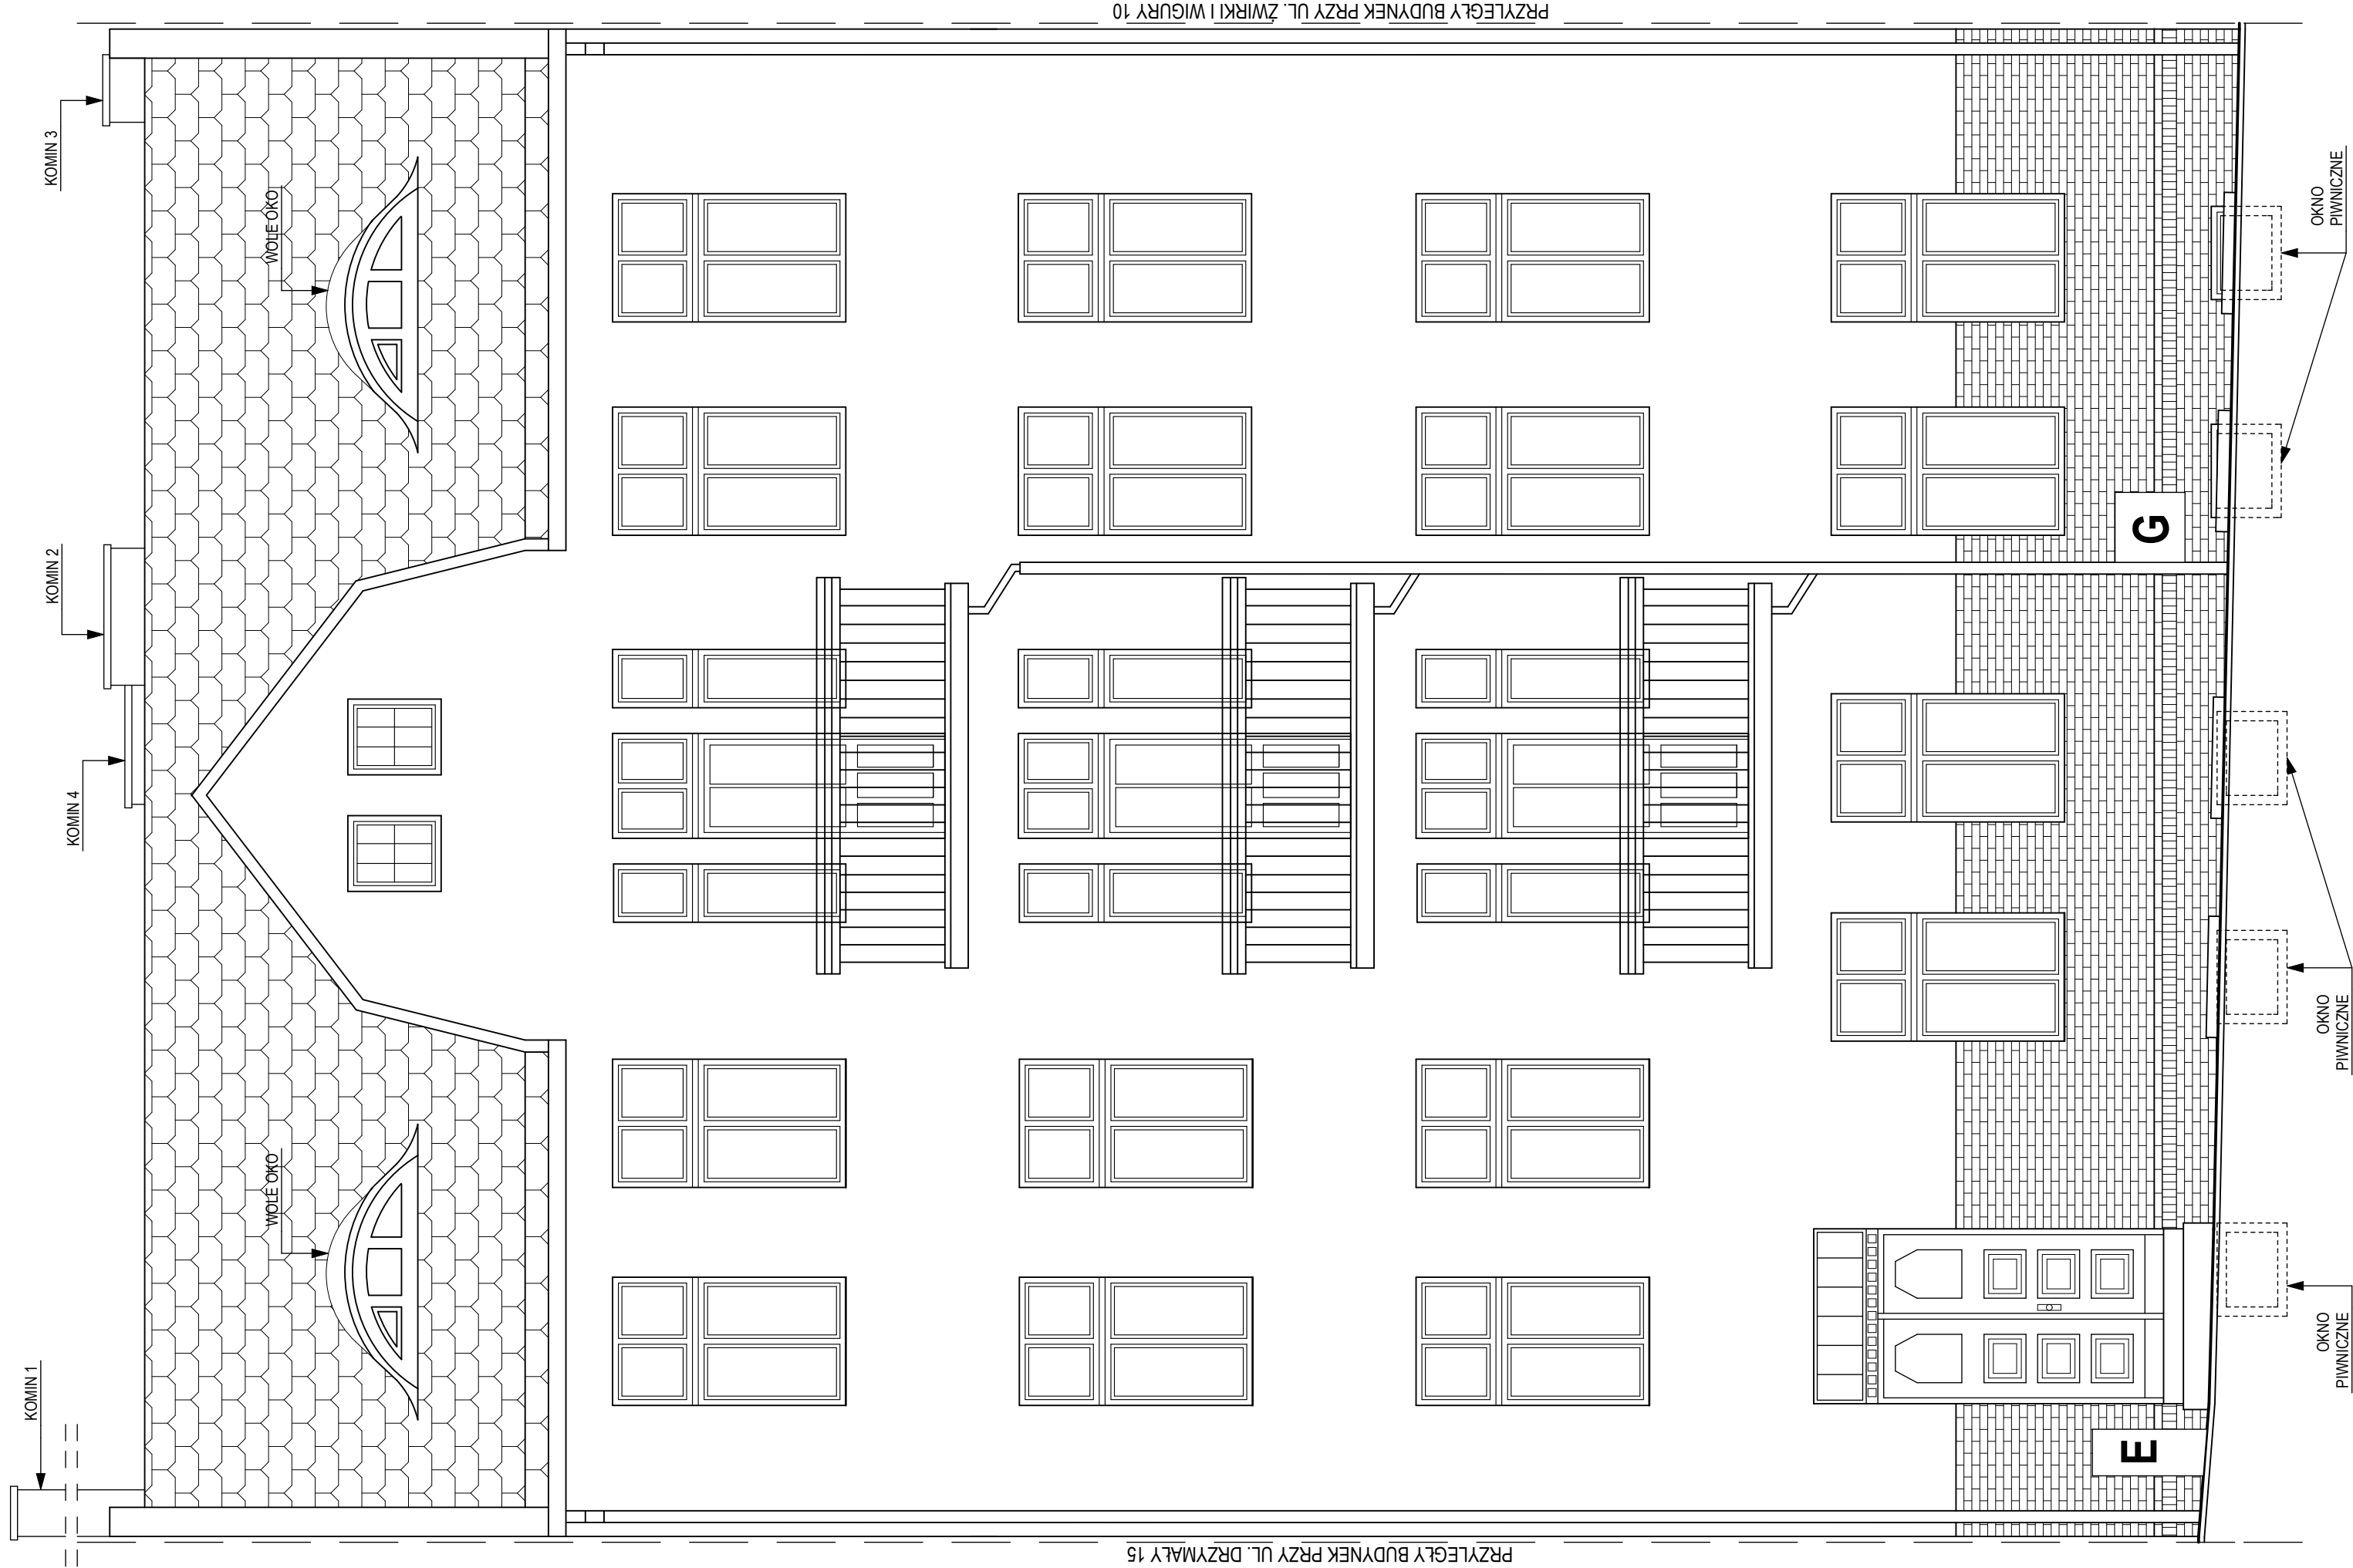 KOMIN 1
KOMIN 4
KOMIN 2
KOMIN 3
WOLE OKO
WOLE OKO
PRZYLEGŁY BUDYNEK PRZY UL. DRZYMAŁY 15
PRZYLEGŁY BUDYNEK PRZY UL. ŻWIRKI I WIGURY 10
E
G
OKNO
PIWNICZNE
OKNO
PIWNICZNE
OKNO
PIWNICZNE